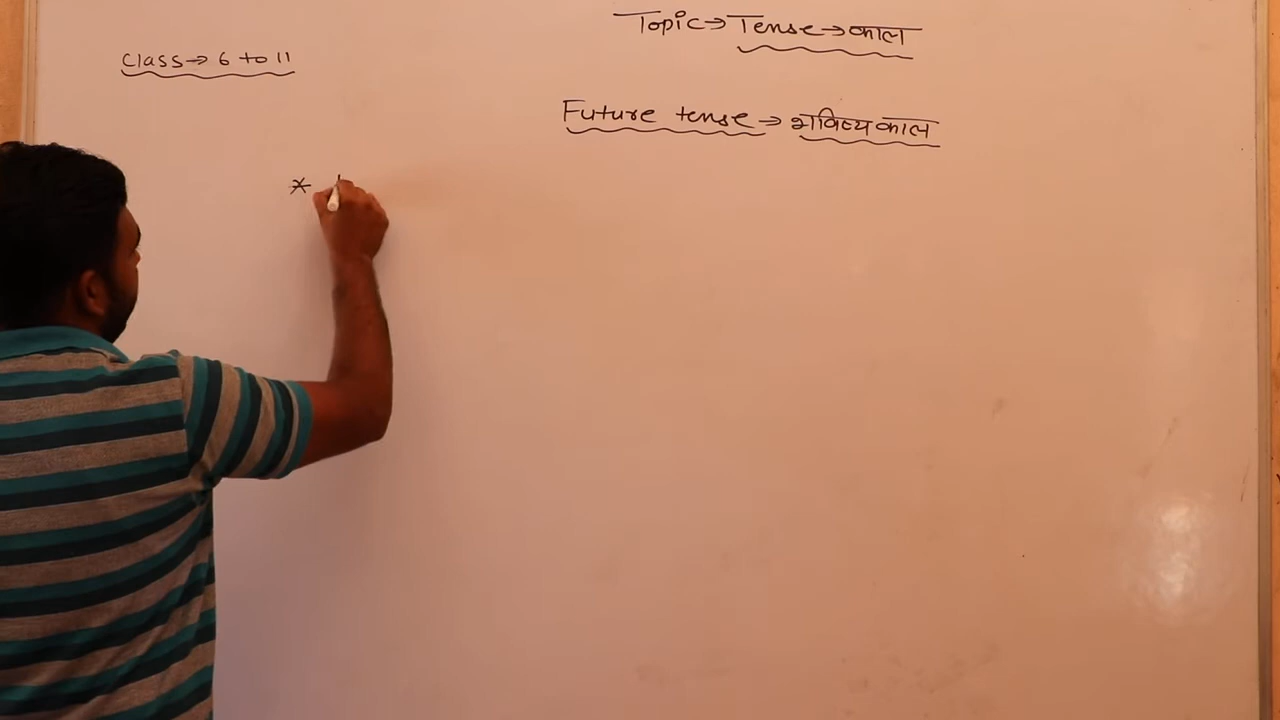 Topic → Tense → काल
Class → 6 to 11
Future tense → भविष्य काल
*